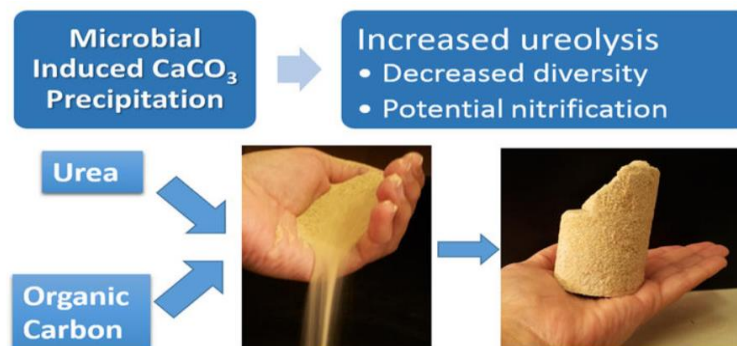 Microbial
Induced CaCO₃
Precipitation
Increased ureolysis
• Decreased diversity
• Potential nitrification
Urea
Organic
Carbon